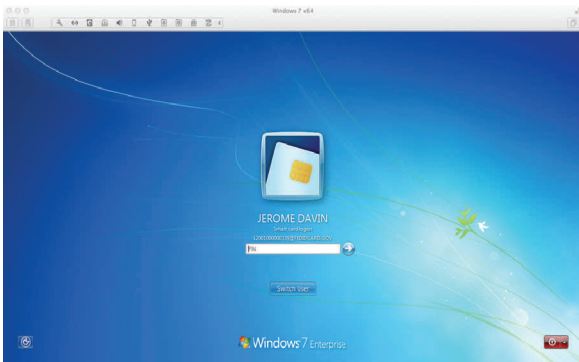 Windows 7 x64
JEROME DAVIN
Smart card logon
PIN
Switch User
Windows 7 Enterprise